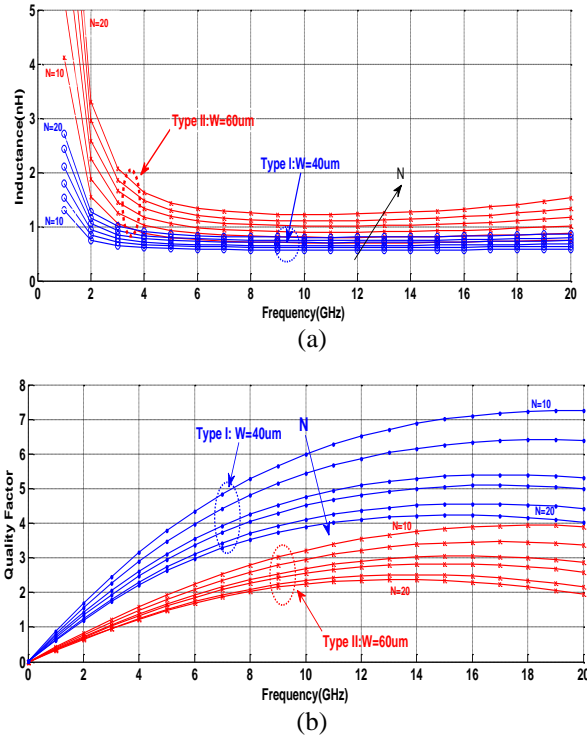 5
4
3
2
1
0
Inductance(nH)
N=20
N=10
N=20
N=10
Type II:W=60um
Type I:W=40um
N
0 2 4 6 8 10 12 14 16 18 20
Frequency(GHz)
(a)
8
7
6
5
4
3
2
1
0
Quality Factor
Type I: W=40um
N
N=10
N=20
N=10
N=20
Type II:W=60um
0 2 4 6 8 10 12 14 16 18 20
Frequency(GHz)
(b)